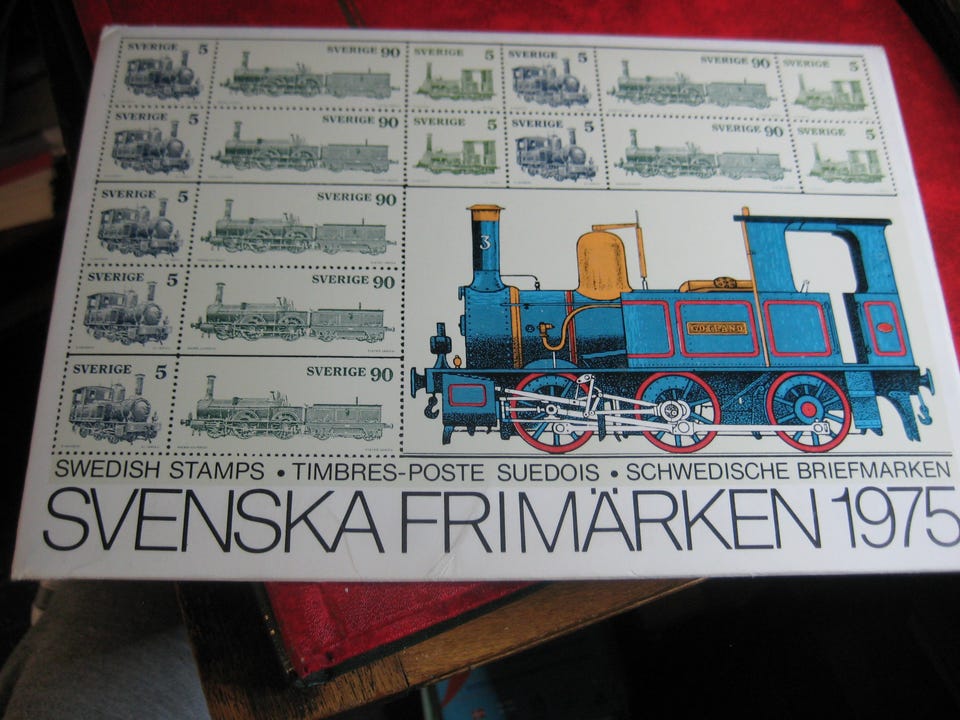 SVERIGE 5 SVERIGE 90 SVERIGE 5 SVERIGE 5 SVERIGE 90 SVERIGE 5
SVERIGE 5 SVERIGE 90 SVERIGE 5 SVERIGE 5 SVERIGE 90 SVERIGE 5
SVERIGE 5 SVERIGE 90
3
SVERIGE 5 SVERIGE 90
GOTLAND
SVERIGE 5 SVERIGE 90
SWEDISH STAMPS • TIMBRES-POSTE SUEDOIS • SCHWEDISCHE BRIEFMARKEN
SVENSKA FRIMÄRKEN 1975